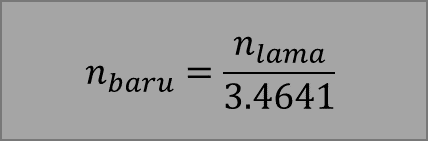 n_baru = n_lama / 3.4641